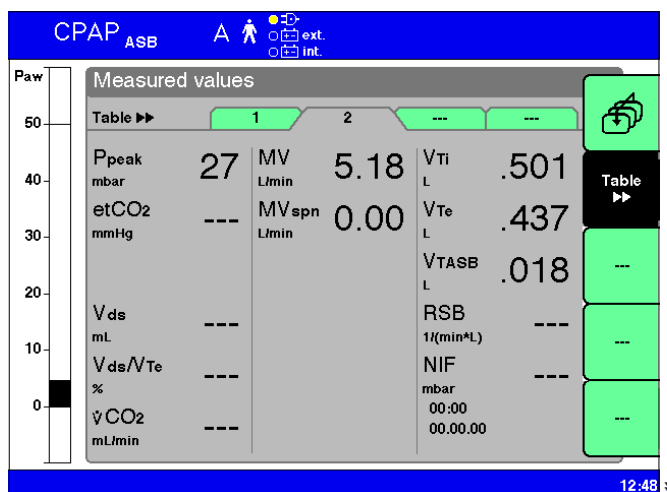 CPAP ASB A ext. int.
Paw
50
40
30
20
10
0
Measured values
Table ▶▶ 1 2 --- ---
Ppeak mbar 27
etCO2 mmHg ---
Vds mL ---
Vds/VTe % ---
V̇CO2 mL/min ---
MV L/min 5.18
MVspn L/min 0.00
VTi L .501
VTe L .437
VTASB L .018
RSB 1/(min*L) ---
NIF mbar ---
00:00
00.00.00
Table ▶▶
---
---
---
12:48